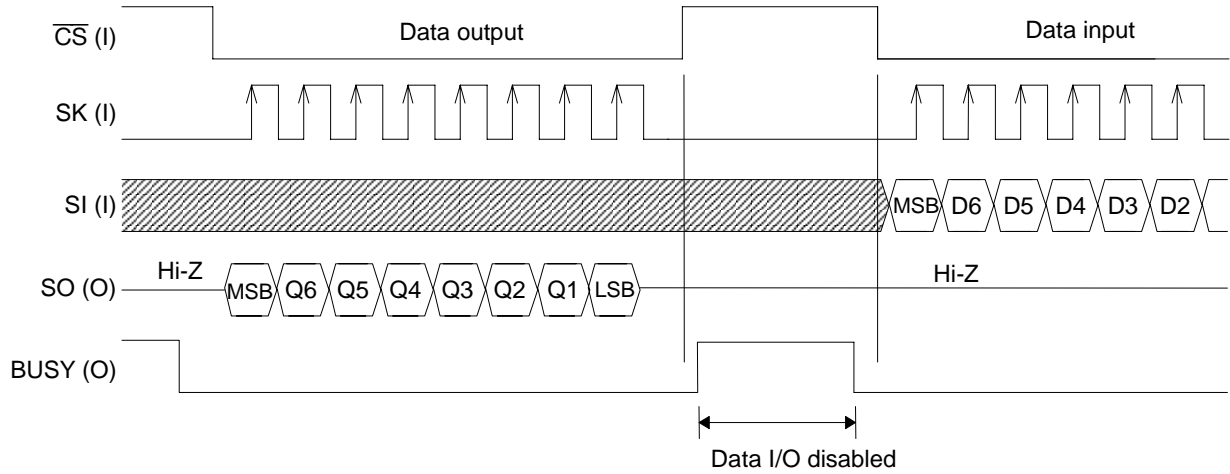 C̅S̅ (I) Data output Data input
SK (I)
SI (I) MSB D6 D5 D4 D3 D2
SO (O) Hi-Z MSB Q6 Q5 Q4 Q3 Q2 Q1 LSB Hi-Z
BUSY (O)
Data I/O disabled